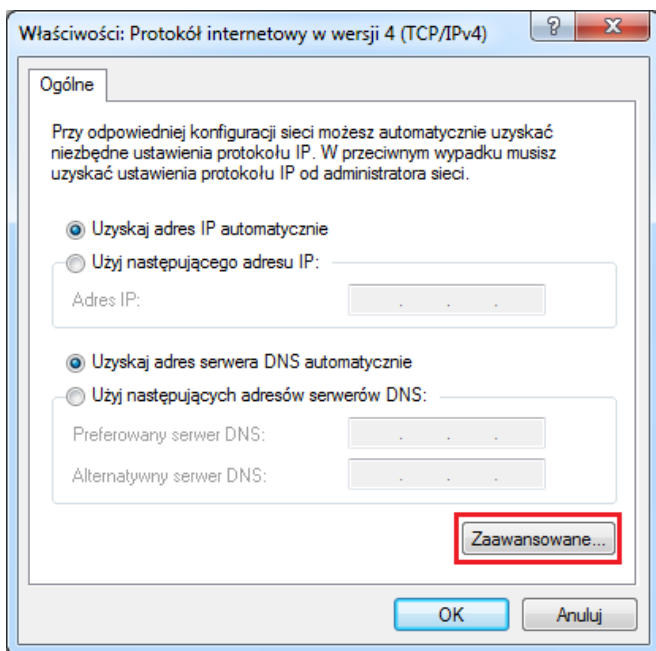 Właściwości: Protokół internetowy w wersji 4 (TCP/IPv4)
Ogólne
Przy odpowiedniej konfiguracji sieci możesz automatycznie uzyskać
niezbędne ustawienia protokołu IP. W przeciwnym wypadku musisz
uzyskać ustawienia protokołu IP od administratora sieci.
Uzyskaj adres IP automatycznie
Użyj następującego adresu IP:
Adres IP:
Uzyskaj adres serwera DNS automatycznie
Użyj następujących adresów serwerów DNS:
Preferowany serwer DNS:
Alternatywny serwer DNS:
Zaawansowane...
OK Anuluj